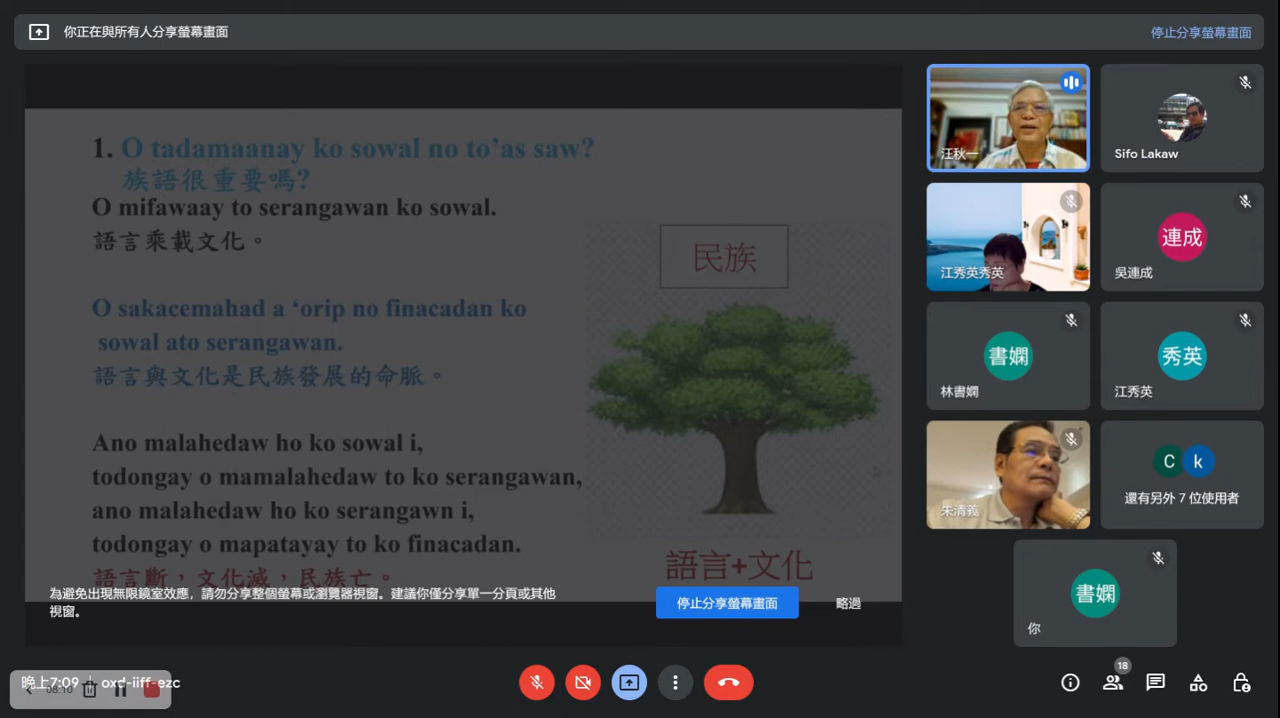 你正在與所有人分享螢幕畫面
停止分享螢幕畫面
1. O tadamaanay ko sowal no to’as saw?
族語很重要嗎?
O mifawaay to serangawan ko sowal.
語言乘載文化。
O sakacemahad a ‘orip no finacadan ko
sowal ato serangawan.
語言與文化是民族發展的命脈。
Ano malahedaw ho ko sowal i,
todongay o mamalahedaw to ko serangawan,
ano malahedaw ho ko serangawn i,
todongay o mapatayay to ko finacadan.
語言斷，文化滅，民族亡。
民族
語言+文化
為避免出現無限鏡室效應，請勿分享整個螢幕或瀏覽器視窗。建議你僅分享單一分頁或其他
視窗。
停止分享螢幕畫面
略過
汪秋一
Sifo Lakaw
江秀英秀英
連成
吳連成
書嫻
林書嫻
秀英
江秀英
朱清義
C
k
還有另外 7 位使用者
書嫻
你
晚上7:09 | oxd-iiff-ezc
08:10
18